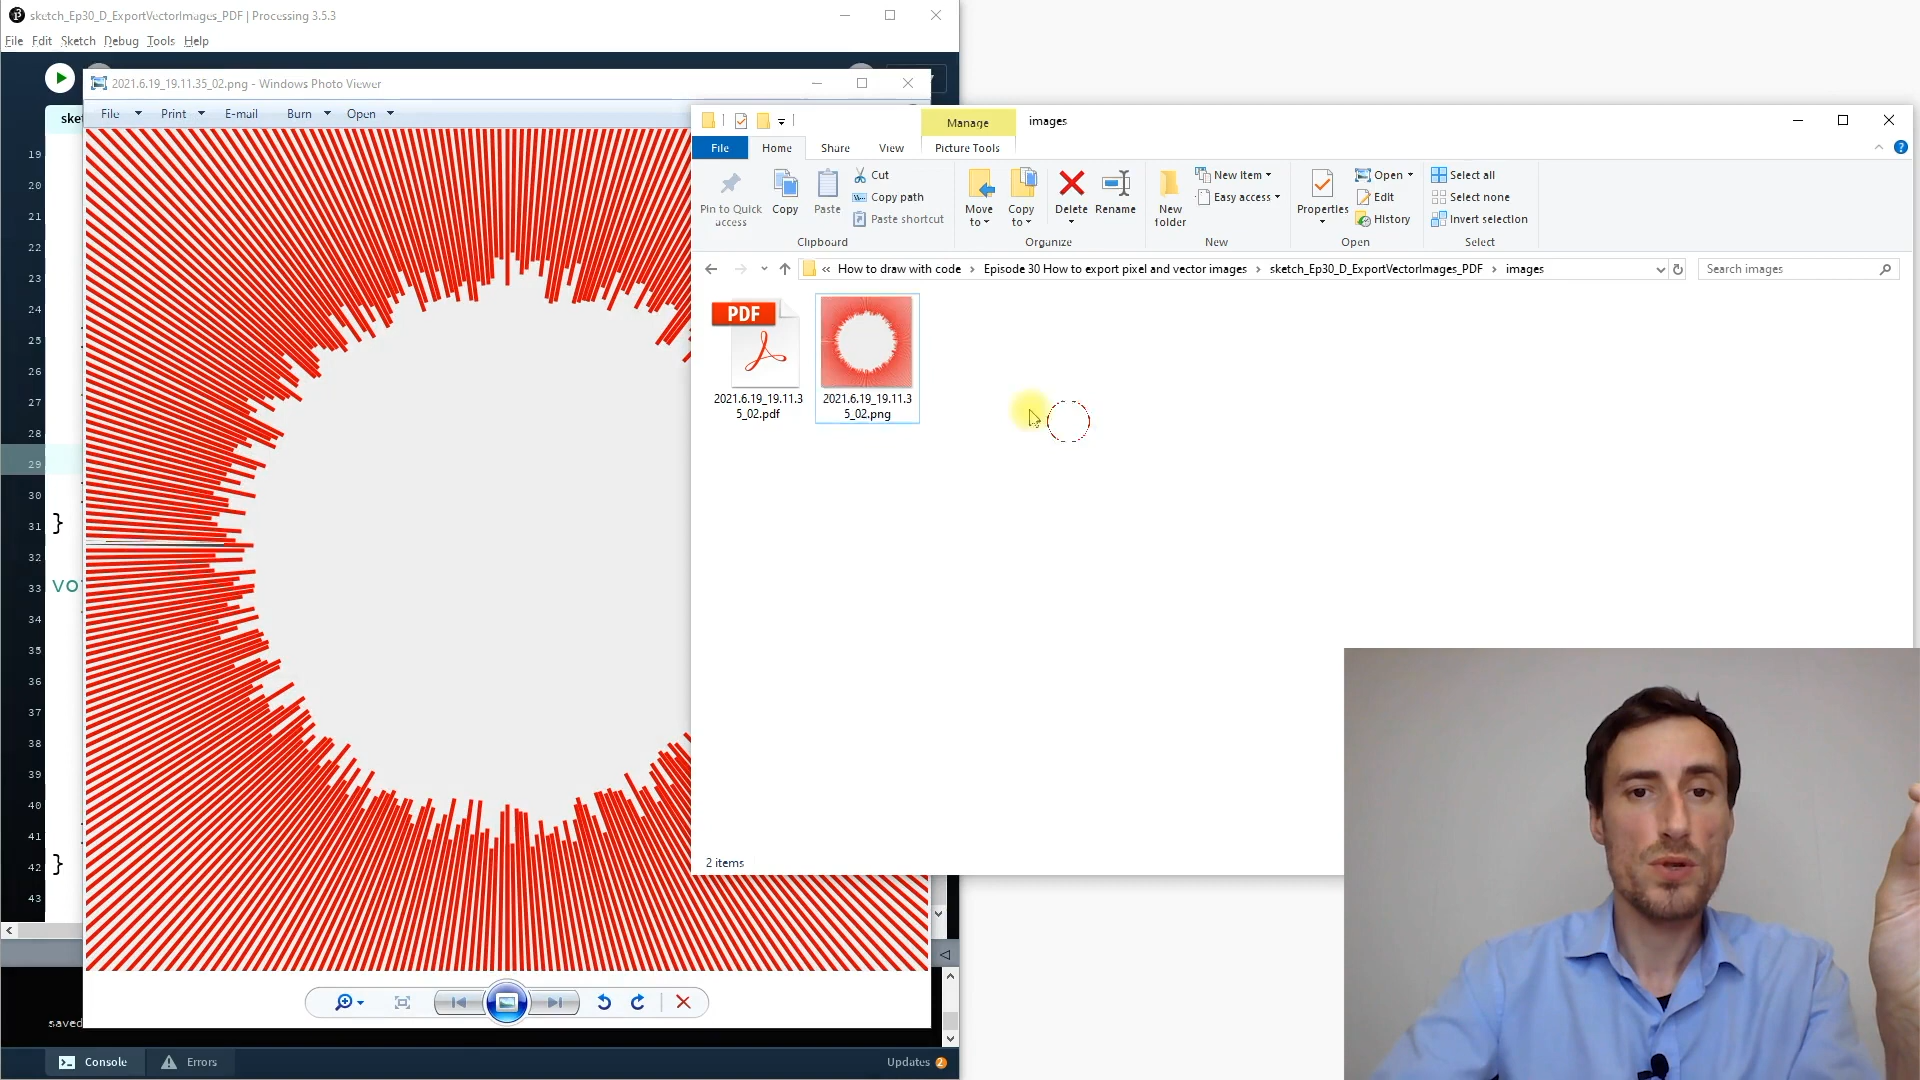 sketch_Ep30_D_ExportVectorImages_PDF | Processing 3.5.3
File Edit Sketch Debug Tools Help
2021.6.19_19.11.35_02.png - Windows Photo Viewer
File Print E-mail Burn Open
Manage images
File Home Share View Picture Tools
Pin to Quick access
Copy
Paste
Cut
Copy path
Paste shortcut
Clipboard
Move to
Copy to
Delete
Rename
Organize
New folder
New item
Easy access
New
Properties
Open
Edit
History
Open
Select all
Select none
Invert selection
Select
« How to draw with code > Episode 30 How to export pixel and vector images > sketch_Ep30_D_ExportVectorImages_PDF > images
Search images
PDF
2021.6.19_19.11.3
5_02.pdf
2021.6.19_19.11.3
5_02.png
2 items
19
20
21
22
23
24
25
26
27
28
29
30
31 }
32
33 vo
34
35
36
37
38
39
40
41
42 }
43
saved
Console Errors Updates 2